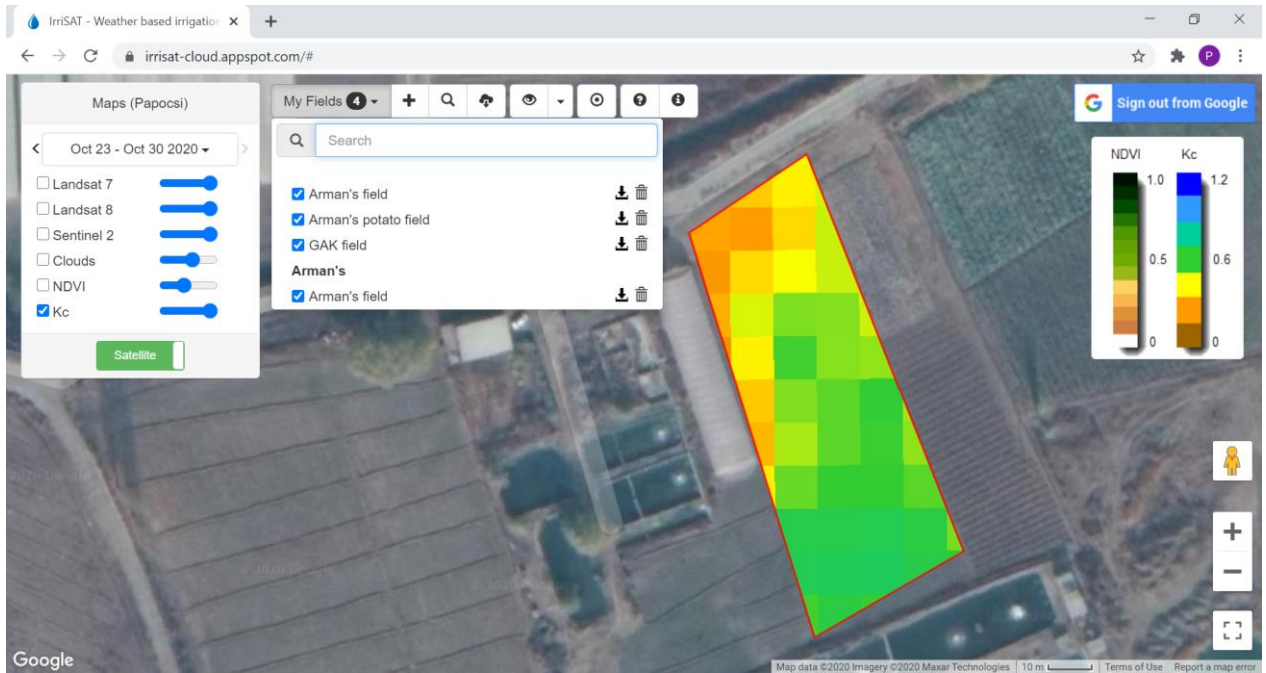 IrriSAT - Weather based irrigation
irrisat-cloud.appspot.com/#
P
Maps (Papocsi)
Oct 23 - Oct 30 2020
Landsat 7
Landsat 8
Sentinel 2
Clouds
NDVI
Kc
Satellite
My Fields 4
Search
Arman's field
Arman's potato field
GAK field
Arman's
Arman's field
G Sign out from Google
NDVI Kc
1.0 1.2
0.5 0.6
0 0
Google
Map data ©2020 Imagery ©2020 Maxar Technologies 10 m Terms of Use Report a map error